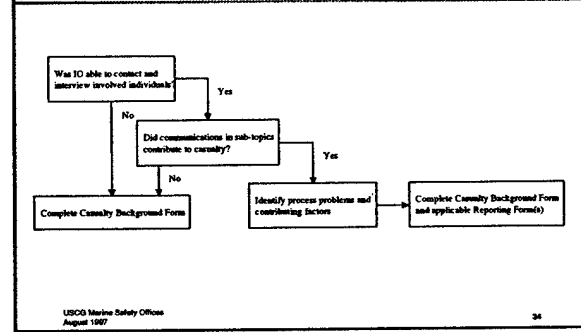 Was IO able to contact and
interview involved individuals?
Yes
No
Did communications in sub-topics
contribute to casualty?
Yes
No
Complete Casualty Background Form
Identify process problems and
contributing factors
Complete Casualty Background Form
and applicable Reporting Form(s)
USCG Marine Safety Offices
August 1997
34